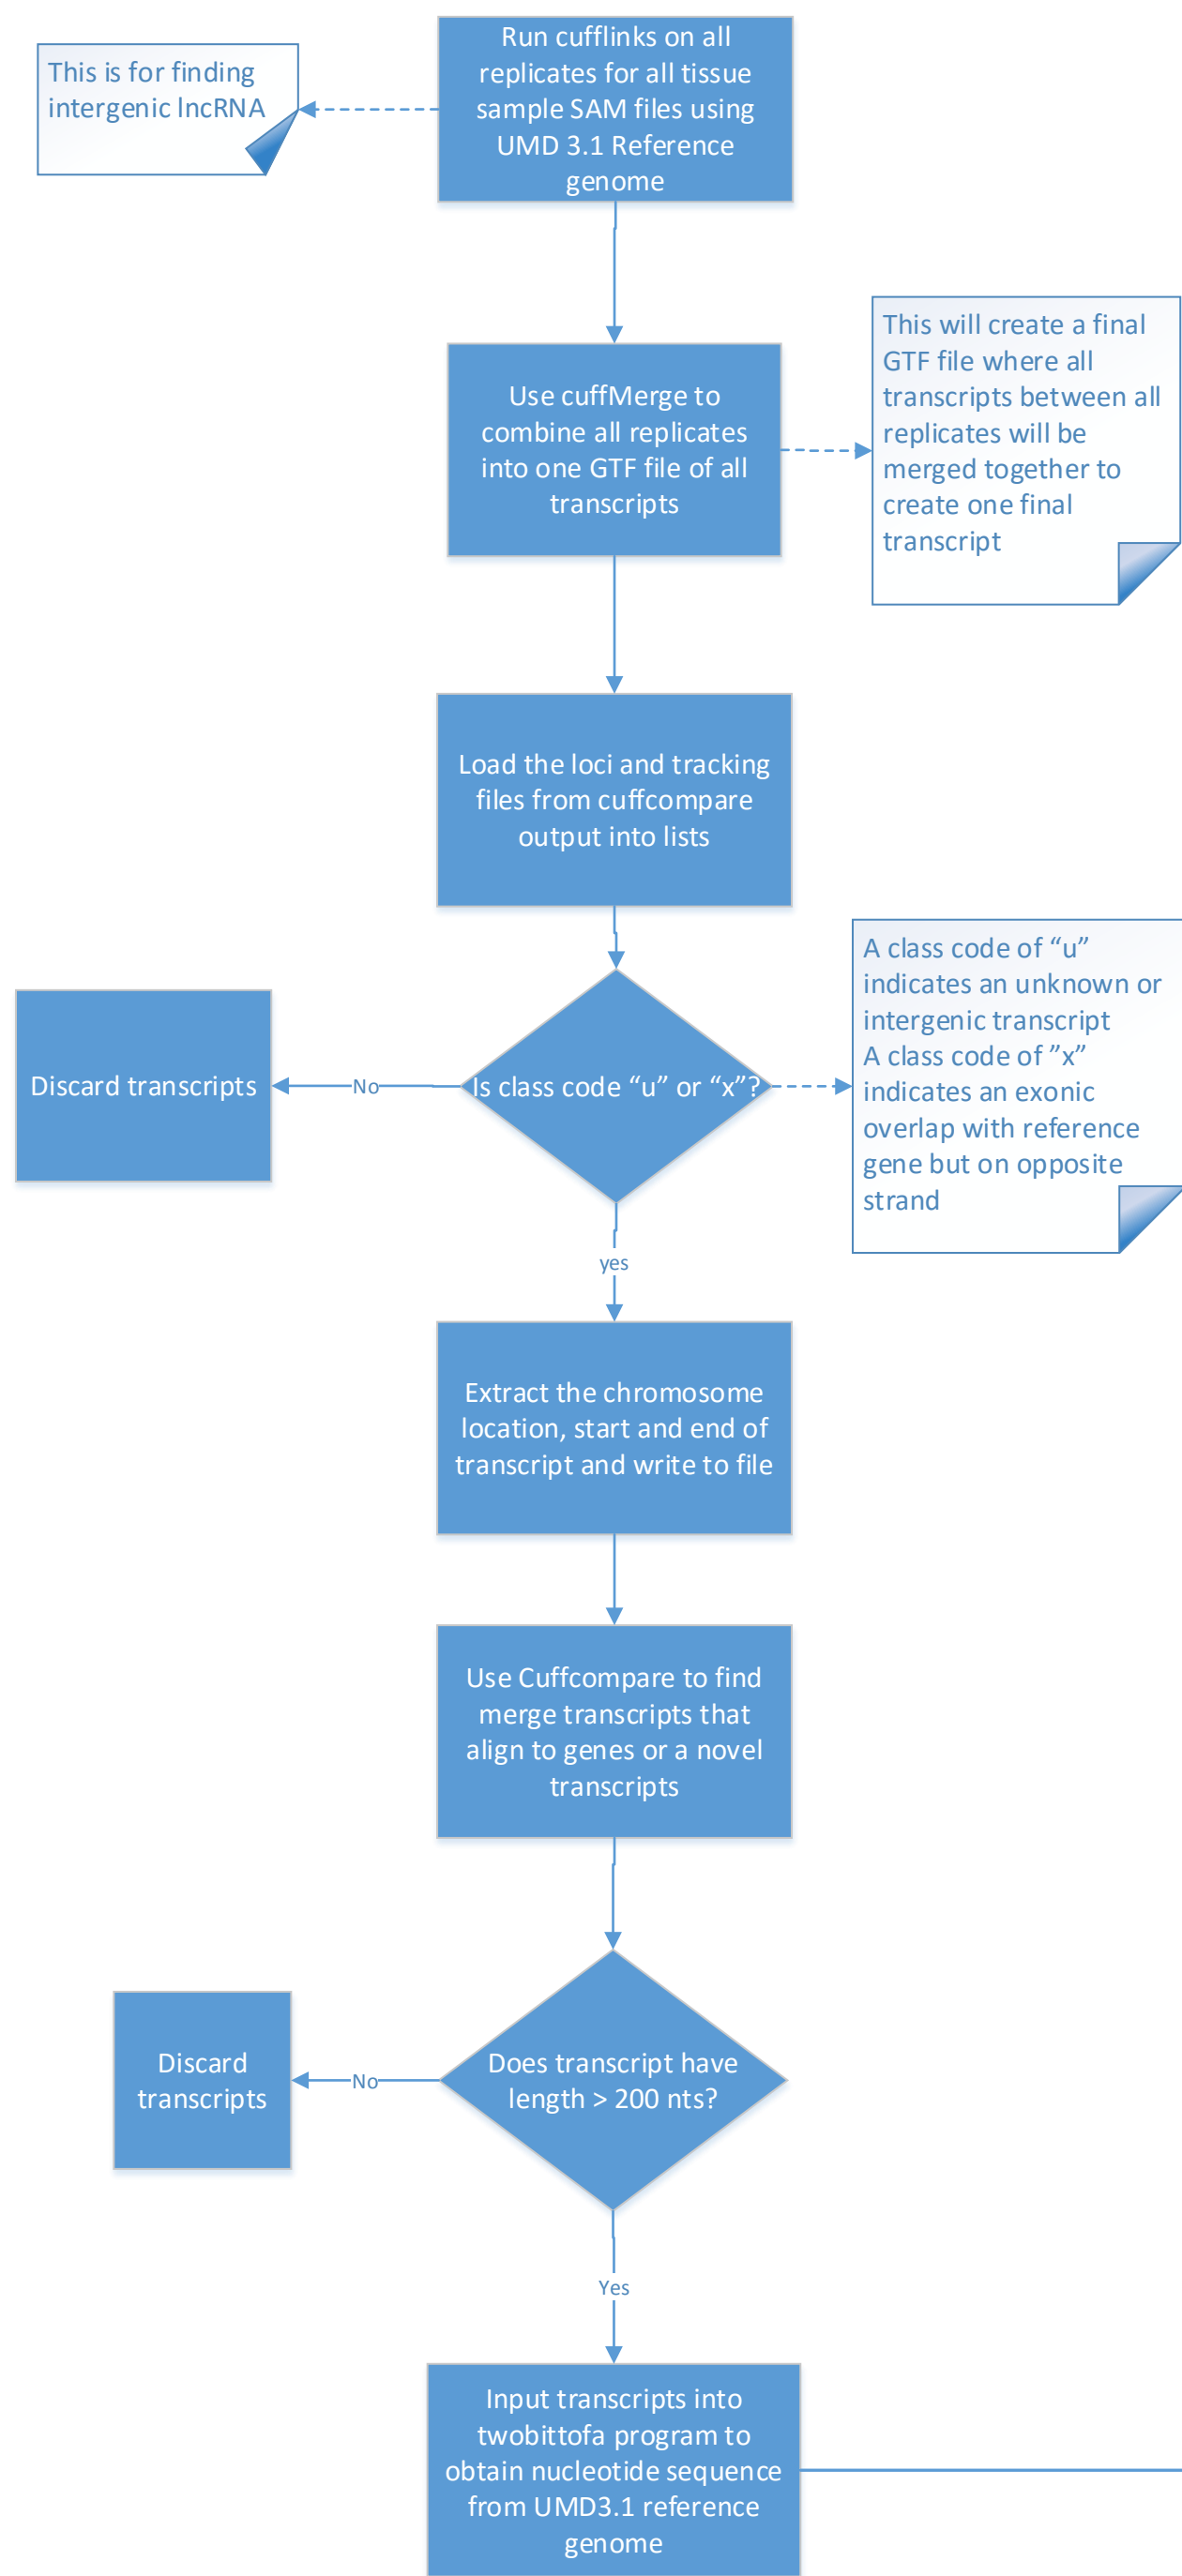 Run cufflinks on all
replicates for all tissue
sample SAM files using
UMD 3.1 Reference
genome
This is for finding
intergenic lncRNA
Use cuffMerge to
combine all replicates
into one GTF file of all
transcripts
This will create a final
GTF file where all
transcripts between all
replicates will be
merged together to
create one final
transcript
Load the loci and tracking
files from cuffcompare
output into lists
Is class code “u” or “x”?
No
Discard transcripts
A class code of “u”
indicates an unknown or
intergenic transcript
A class code of ”x”
indicates an exonic
overlap with reference
gene but on opposite
strand
yes
Extract the chromosome
location, start and end of
transcript and write to file
Use Cuffcompare to find
merge transcripts that
align to genes or a novel
transcripts
Does transcript have
length > 200 nts?
No
Discard
transcripts
Yes
Input transcripts into
twobittofa program to
obtain nucleotide sequence
from UMD3.1 reference
genome